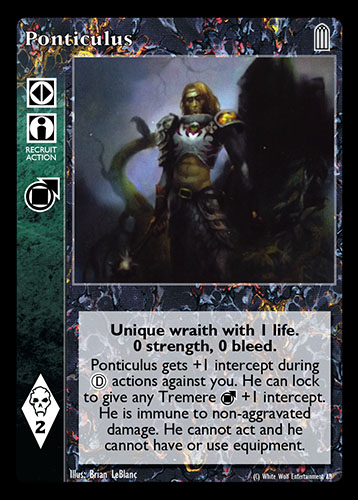 Ponticulus
RECRUIT
ACTION
Unique wraith with 1 life.
0 strength, 0 bleed.
Ponticulus gets +1 intercept during
Ⓓ actions against you. He can lock
to give any Tremere +1 intercept.
He is immune to non-aggravated
damage. He cannot act and he
cannot have or use equipment.
2
Illus: Brian LeBlanc
(C) White Wolf Entertainment AB